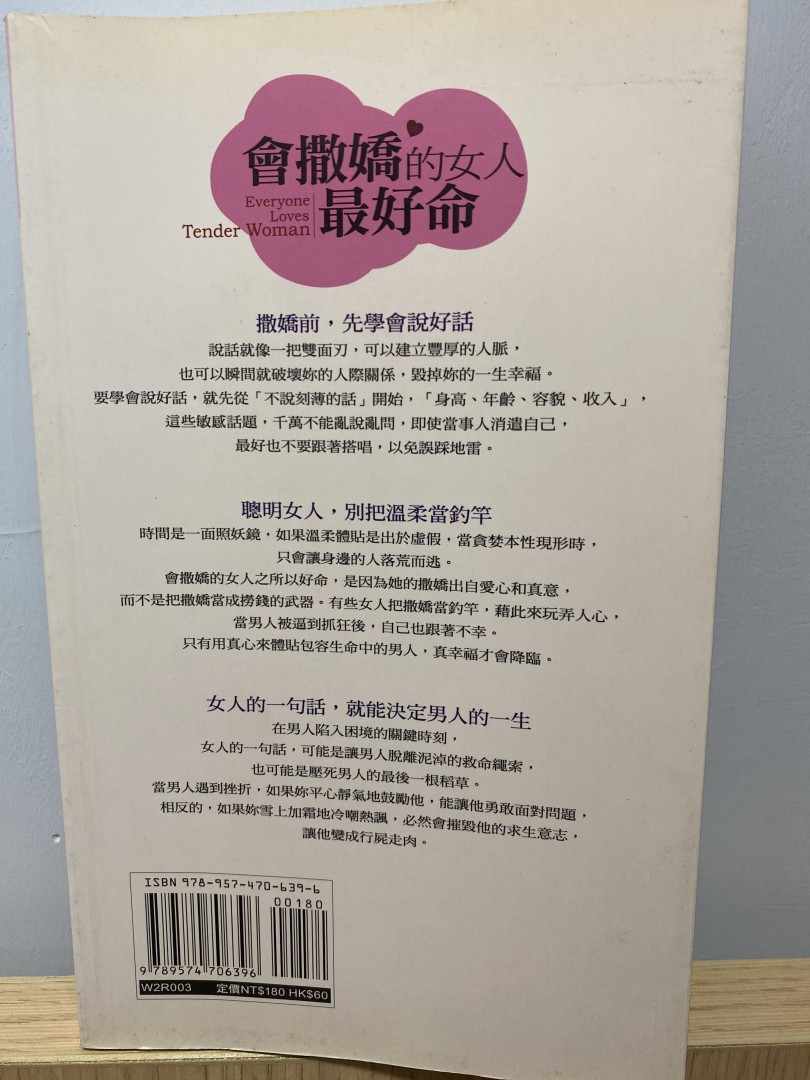 會撒嬌的女人
最好命
Everyone
Loves
Tender Woman
撒嬌前，先學會說好話
說話就像一把雙面刃，可以建立豐厚的人脈，
也可以瞬間就破壞妳的人際關係，毀掉妳的一生幸福。
要學會說好話，就先從「不說刻薄的話」開始，「身高、年齡、容貌、收入」，
這些敏感話題，千萬不能亂說亂問，即使當事人消遣自己，
最好也不要跟著搭唱，以免誤踩地雷。
聰明女人，別把溫柔當釣竿
時間是一面照妖鏡，如果溫柔體貼是出於虛假，當貪婪本性現形時，
只會讓身邊的人落荒而逃。
會撒嬌的女人之所以好命，是因為她的撒嬌出自愛心和真意，
而不是把撒嬌當成撈錢的武器。有些女人把撒嬌當釣竿，藉此來玩弄人心，
當男人被逼到抓狂後，自己也跟著不幸。
只有用真心來體貼包容生命中的男人，真幸福才會降臨。
女人的一句話，就能決定男人的一生
在男人陷入困境的關鍵時刻，
女人的一句話，可能是讓男人脫離泥淖的救命繩索，
也可能是壓死男人的最後一根稻草。
當男人遇到挫折，如果妳平心靜氣地鼓勵他，能讓他勇敢面對問題，
相反的，如果妳雪上加霜地冷嘲熱諷，必然會摧毀他的求生意志，
讓他變成行屍走肉。
ISBN 978-957-470-639-6
00180
9 789574 706396
W2R003 定價NT$180 HK$60